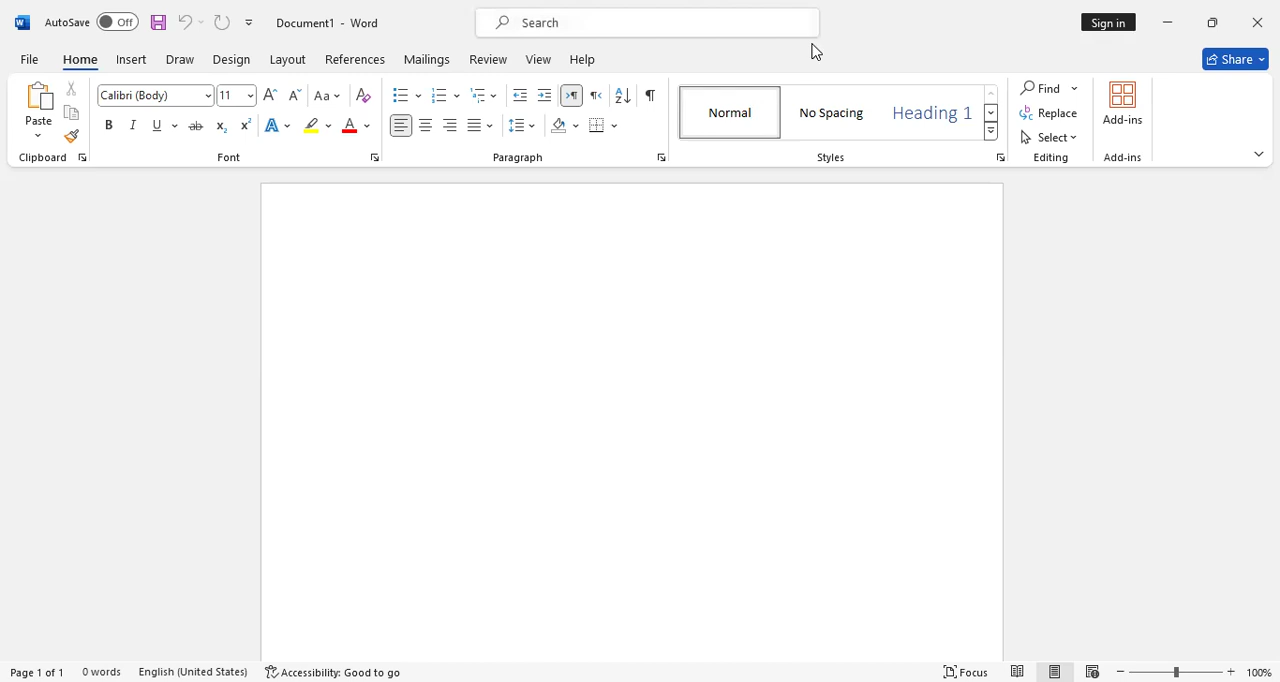 AutoSave Off Document1 - Word Search Sign in
File Home Insert Draw Design Layout References Mailings Review View Help Share
Paste
Clipboard
Calibri (Body) 11
Font
Paragraph
Normal No Spacing Heading 1
Styles
Find
Replace
Select
Editing
Add-ins
Add-ins
Page 1 of 1 0 words English (United States) Accessibility: Good to go Focus 100%